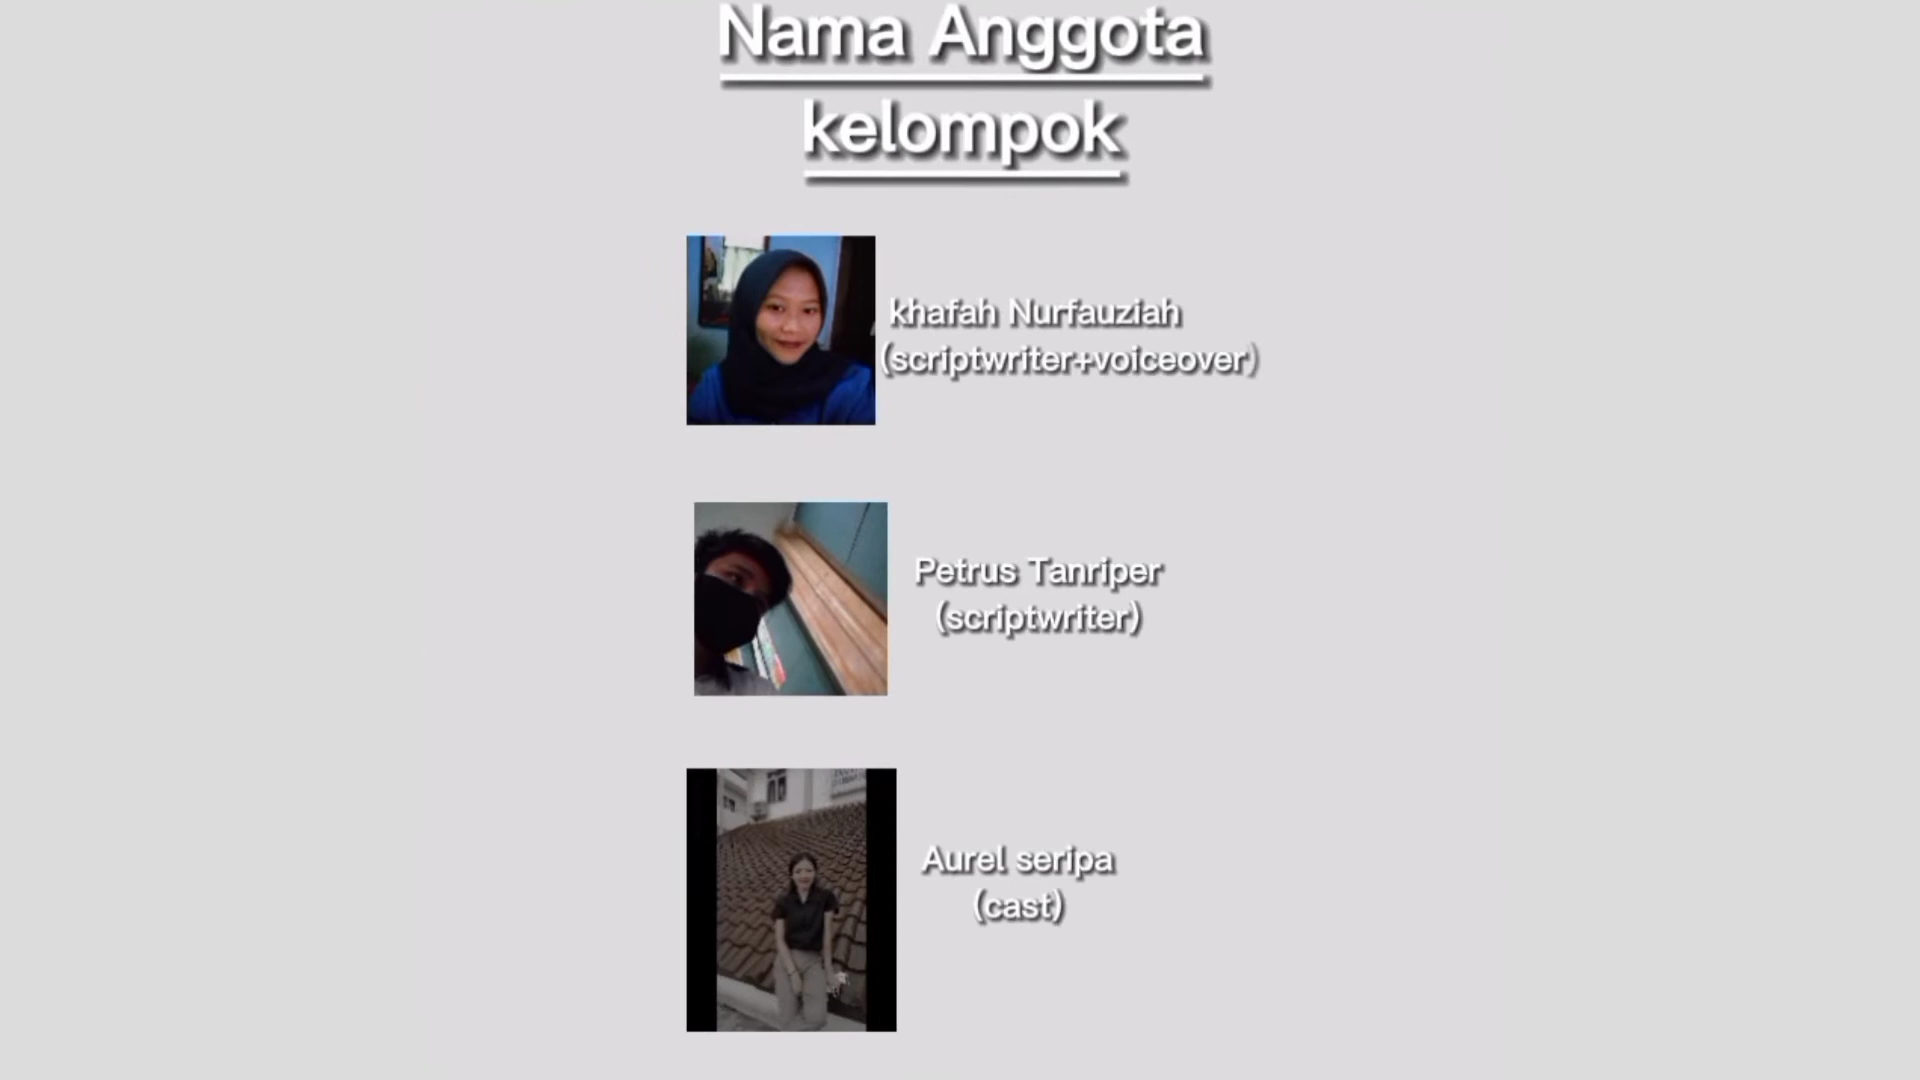 Nama Anggota
kelompok
khafah Nurfauziah
(scriptwriter+voiceover)
Petrus Tanriper
(scriptwriter)
Aurel seripa
(cast)